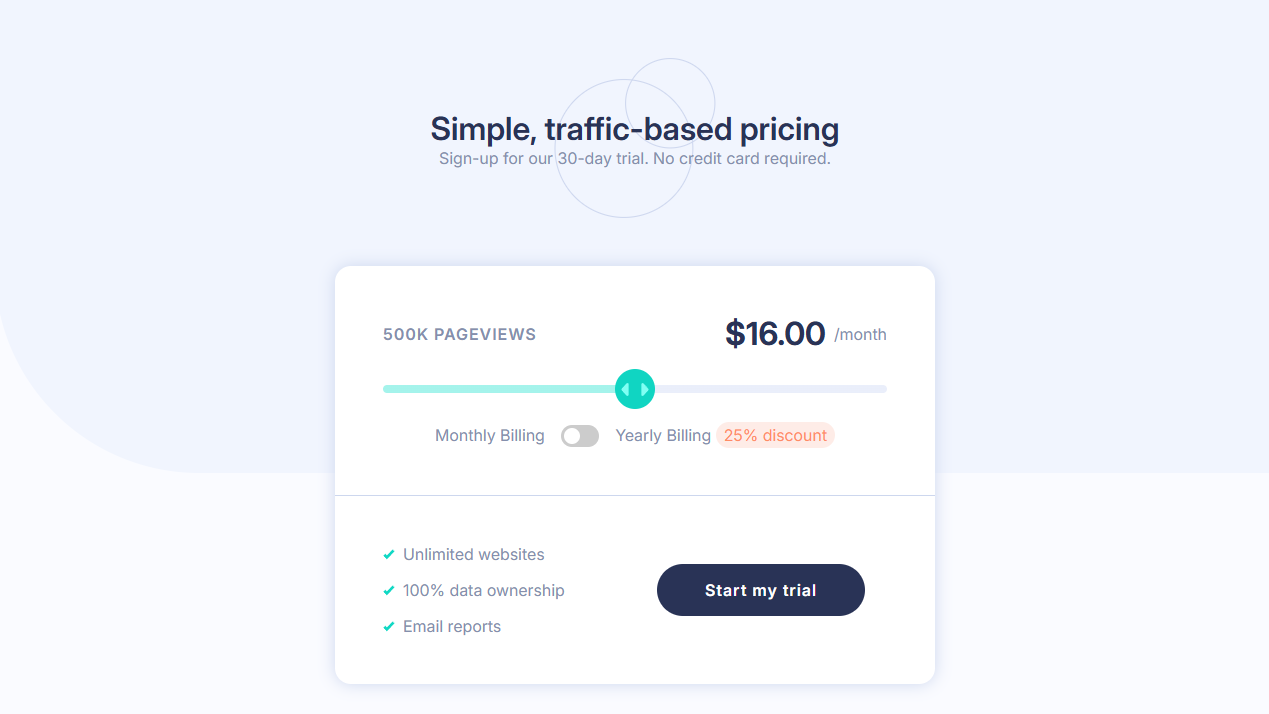 Simple, traffic-based pricing
Sign-up for our 30-day trial. No credit card required.
500K PAGEVIEWS
$16.00 /month
Monthly Billing
Yearly Billing 25% discount
Unlimited websites
100% data ownership
Email reports
Start my trial